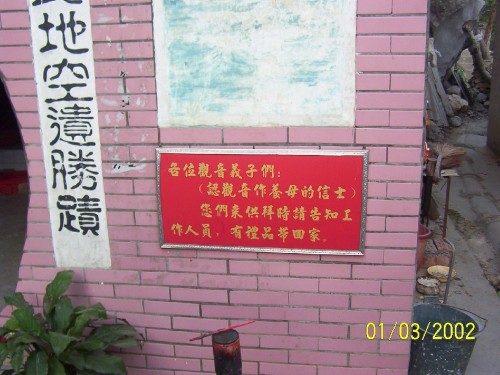 地空遺勝蹟
各位觀音義子們：
（認觀音作養母的信士）
您們來供拜時請告知工
作人員，有禮品帶回家。
01/03/2002